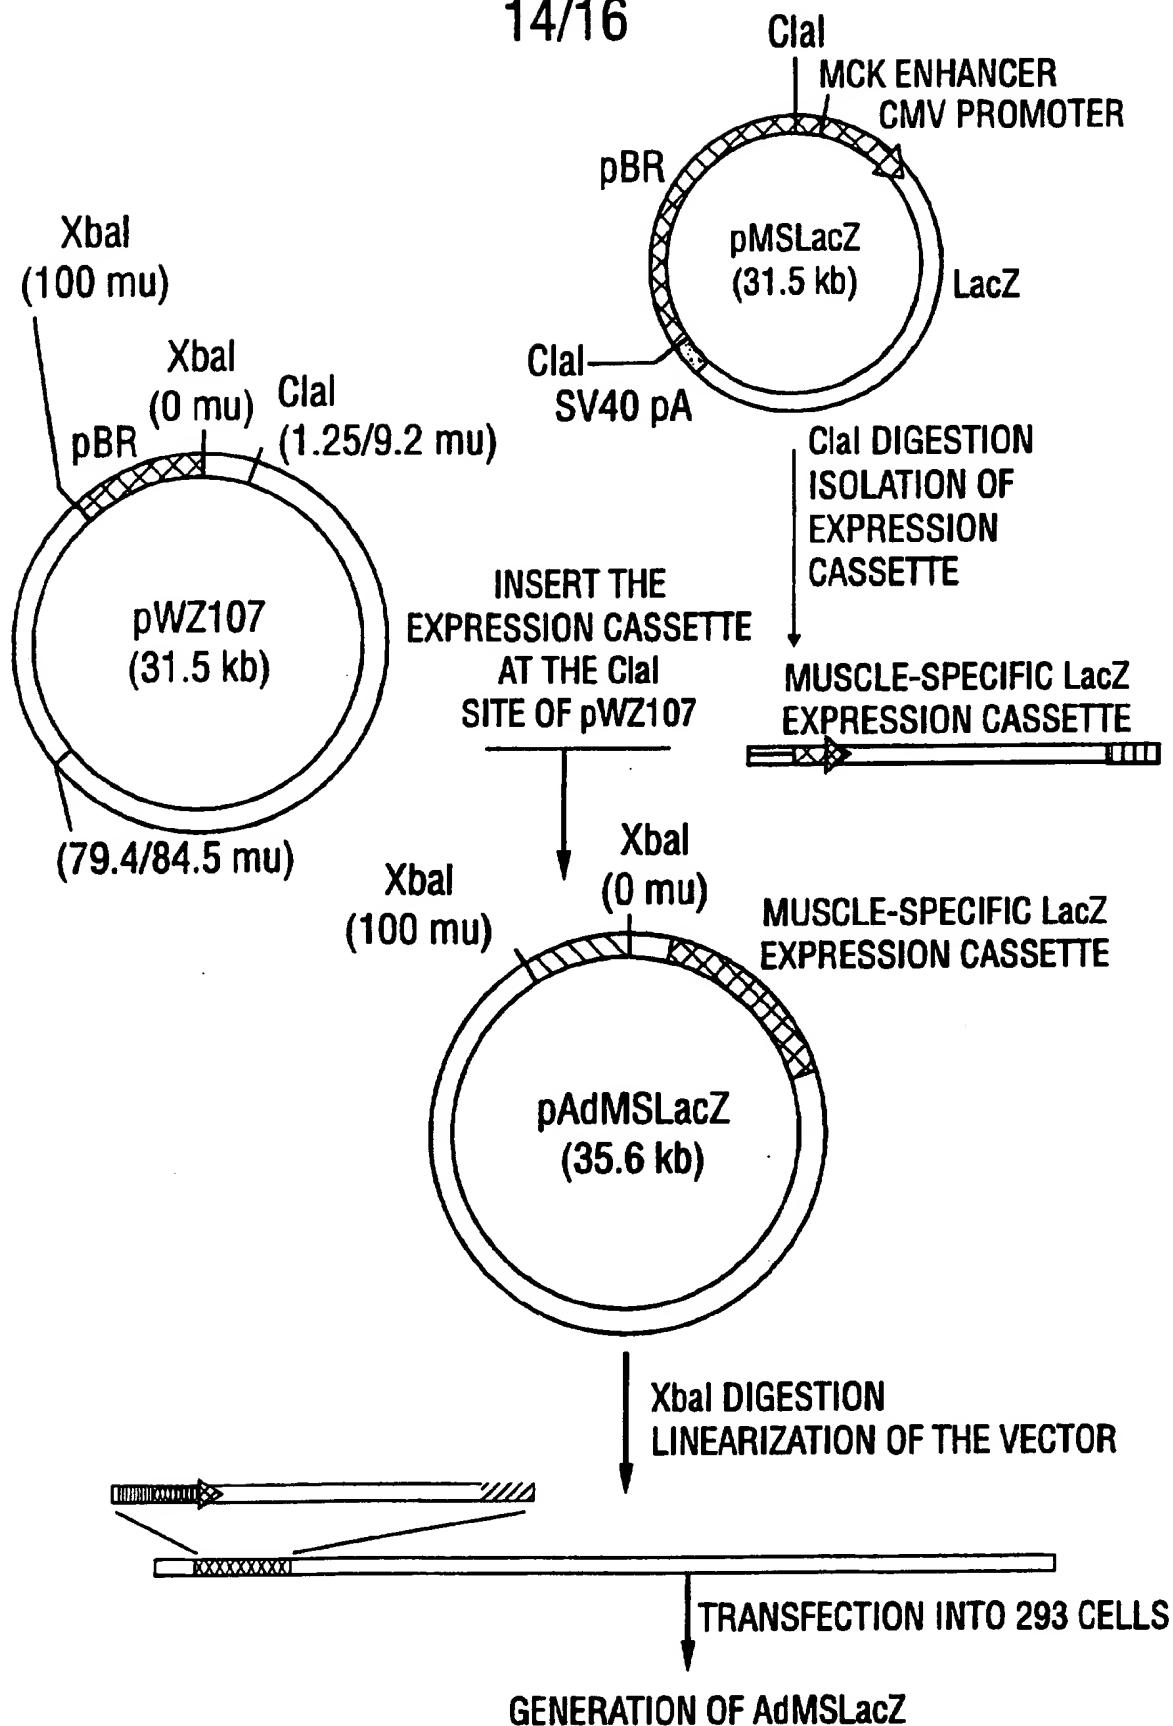 14/16
ClaI
MCK ENHANCER
CMV PROMOTER
pBR
pMSLacZ
(31.5 kb)
LacZ
ClaI
SV40 pA
XbaI
(100 mu)
XbaI
(0 mu)
ClaI
(1.25/9.2 mu)
pBR
pWZ107
(31.5 kb)
(79.4/84.5 mu)
ClaI DIGESTION
ISOLATION OF
EXPRESSION
CASSETTE
INSERT THE
EXPRESSION CASSETTE
AT THE ClaI
SITE OF pWZ107
MUSCLE-SPECIFIC LacZ
EXPRESSION CASSETTE
XbaI
(100 mu)
XbaI
(0 mu)
MUSCLE-SPECIFIC LacZ
EXPRESSION CASSETTE
pAdMSLacZ
(35.6 kb)
XbaI DIGESTION
LINEARIZATION OF THE VECTOR
TRANSFECTION INTO 293 CELLS
GENERATION OF AdMSLacZ